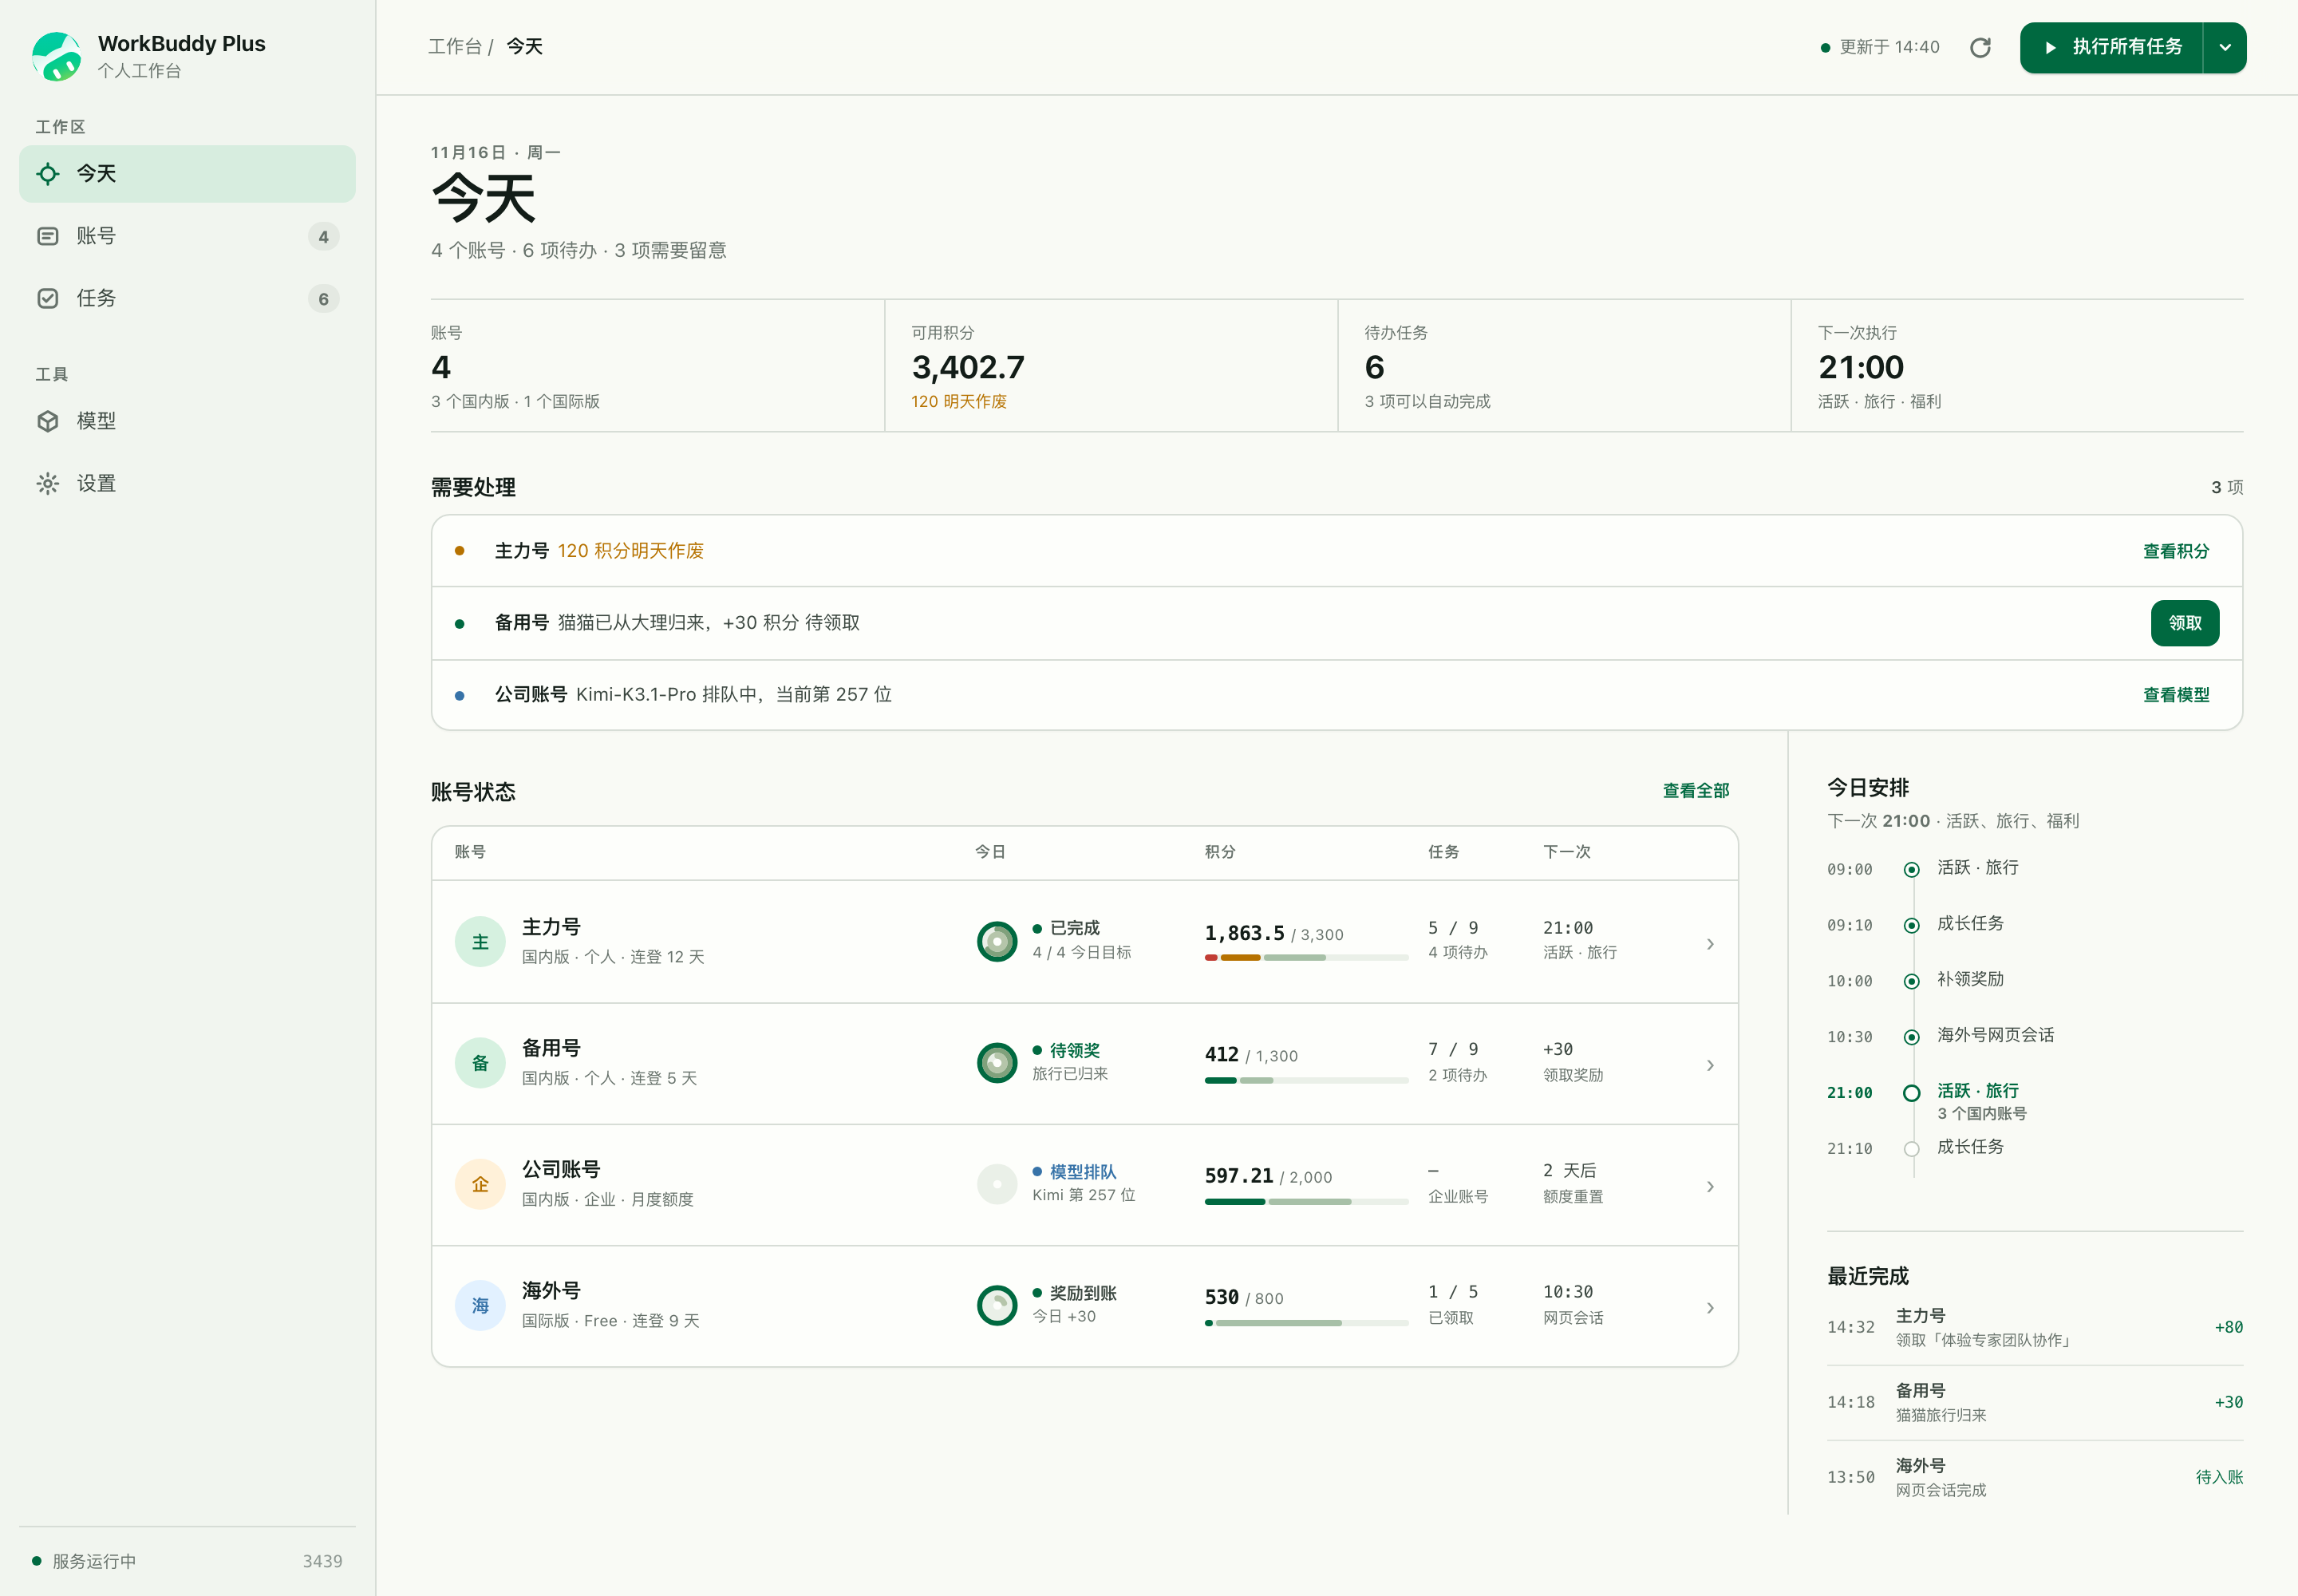 WorkBuddy Plus
个人工作台
工作区
今天
账号 4
任务 6
工具
模型
设置
服务运行中 3439
工作台 / 今天
更新于 14:40
执行所有任务
11月16日 · 周一
今天
4 个账号 · 6 项待办 · 3 项需要留意
账号
4
3 个国内版 · 1 个国际版
可用积分
3,402.7
120 明天作废
待办任务
6
3 项可以自动完成
下一次执行
21:00
活跃 · 旅行 · 福利
需要处理 3 项
主力号 120 积分明天作废 查看积分
备用号 猫猫已从大理归来，+30 积分 待领取 领取
公司账号 Kimi-K3.1-Pro 排队中，当前第 257 位 查看模型
账号状态 查看全部
账号 今日 积分 任务 下一次
主 主力号
国内版 · 个人 · 连登 12 天
已完成
4 / 4 今日目标
1,863.5 / 3,300
5 / 9
4 项待办
21:00
活跃 · 旅行
备 备用号
国内版 · 个人 · 连登 5 天
待领奖
旅行已归来
412 / 1,300
7 / 9
2 项待办
+30
领取奖励
企 公司账号
国内版 · 企业 · 月度额度
模型排队
Kimi 第 257 位
597.21 / 2,000
—
企业账号
2 天后
额度重置
海 海外号
国际版 · Free · 连登 9 天
奖励到账
今日 +30
530 / 800
1 / 5
已领取
10:30
网页会话
今日安排
下一次 21:00 · 活跃、旅行、福利
09:00 活跃 · 旅行
09:10 成长任务
10:00 补领奖励
10:30 海外号网页会话
21:00 活跃 · 旅行
3 个国内账号
21:10 成长任务
最近完成
14:32 主力号
领取「体验专家团队协作」
+80
14:18 备用号
猫猫旅行归来
+30
13:50 海外号
网页会话完成
待入账